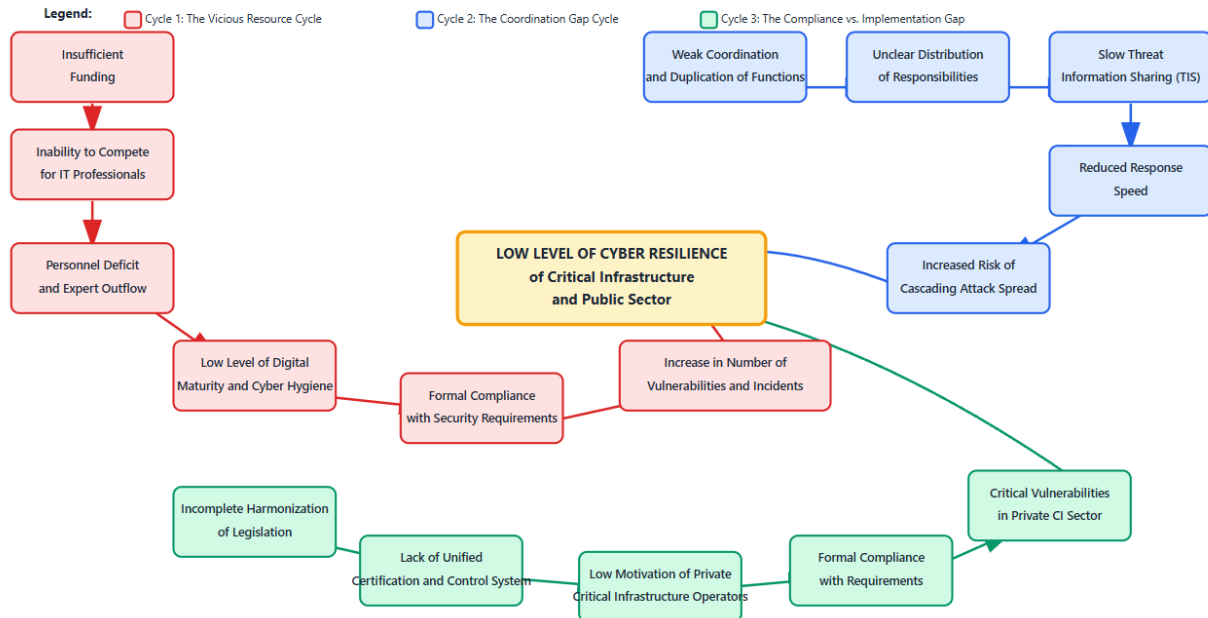 Legend:
Cycle 1: The Vicious Resource Cycle
Cycle 2: The Coordination Gap Cycle
Cycle 3: The Compliance vs. Implementation Gap
Insufficient
Funding
Inability to Compete
for IT Professionals
Personnel Deficit
and Expert Outflow
Low Level of Digital
Maturity and Cyber Hygiene
Formal Compliance
with Security Requirements
Increase in Number of
Vulnerabilities and Incidents
Weak Coordination
and Duplication of Functions
Unclear Distribution
of Responsibilities
Slow Threat
Information Sharing (TIS)
Reduced Response
Speed
Increased Risk of
Cascading Attack Spread
LOW LEVEL OF CYBER RESILIENCE
of Critical Infrastructure
and Public Sector
Incomplete Harmonization
of Legislation
Lack of Unified
Certification and Control System
Low Motivation of Private
Critical Infrastructure Operators
Formal Compliance
with Requirements
Critical Vulnerabilities
in Private CI Sector